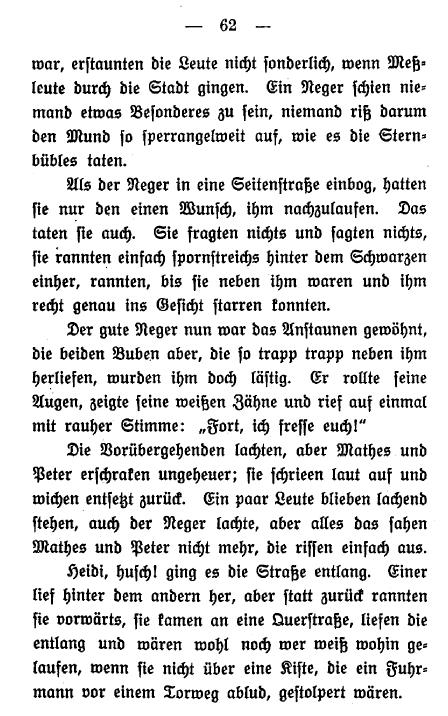 — 62 —
war, erstaunten die Leute nicht sonderlich, wenn Meß-
leute durch die Stadt gingen. Ein Neger schien nie-
mand etwas Besonderes zu sein, niemand riß darum
den Mund so sperrangelweit auf, wie es die Stern-
bübles taten.
Als der Neger in eine Seitenstraße einbog, hatten
sie nur den einen Wunsch, ihm nachzulaufen. Das
taten sie auch. Sie fragten nichts und sagten nichts,
sie rannten einfach spornstreichs hinter dem Schwarzen
einher, rannten, bis sie neben ihm waren und ihm
recht genau ins Gesicht starren konnten.
Der gute Neger nun war das Anstaunen gewöhnt,
die beiden Buben aber, die so trapp trapp neben ihm
herliefen, wurden ihm doch lästig. Er rollte seine
Augen, zeigte seine weißen Zähne und rief auf einmal
mit rauher Stimme: „Fort, ich fresse euch!“
Die Vorübergehenden lachten, aber Mathes und
Peter erschraken ungeheuer; sie schrieen laut auf und
wichen entsetzt zurück. Ein paar Leute blieben lachend
stehen, auch der Neger lachte, aber alles das sahen
Mathes und Peter nicht mehr, die rissen einfach aus.
Heidi, husch! ging es die Straße entlang. Einer
lief hinter dem andern her, aber statt zurück rannten
sie vorwärts, sie kamen an eine Querstraße, liefen die
entlang und wären wohl noch wer weiß wohin ge-
laufen, wenn sie nicht über eine Kiste, die ein Fuhr-
mann vor einem Torweg ablud, gestolpert wären.